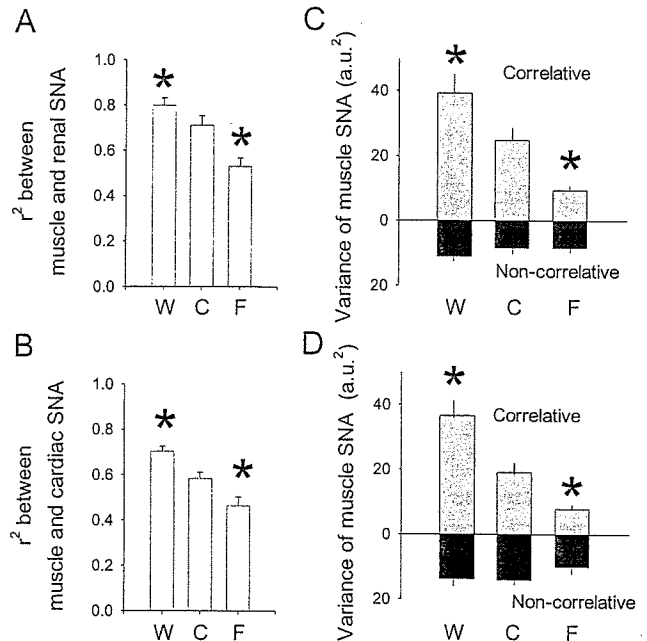 A
r² between
muscle and renal SNA
1.0
0.8
0.6
0.4
0.2
0.0
*
*
W C F
B
r² between
muscle and cardiac SNA
1.0
0.8
0.6
0.4
0.2
0.0
*
*
W C F
C
Variance of muscle SNA (a.u.²)
40
20
0
20
*
Correlative
*
Non-correlative
W C F
D
Variance of muscle SNA (a.u.²)
40
20
0
20
*
Correlative
*
Non-correlative
W C F